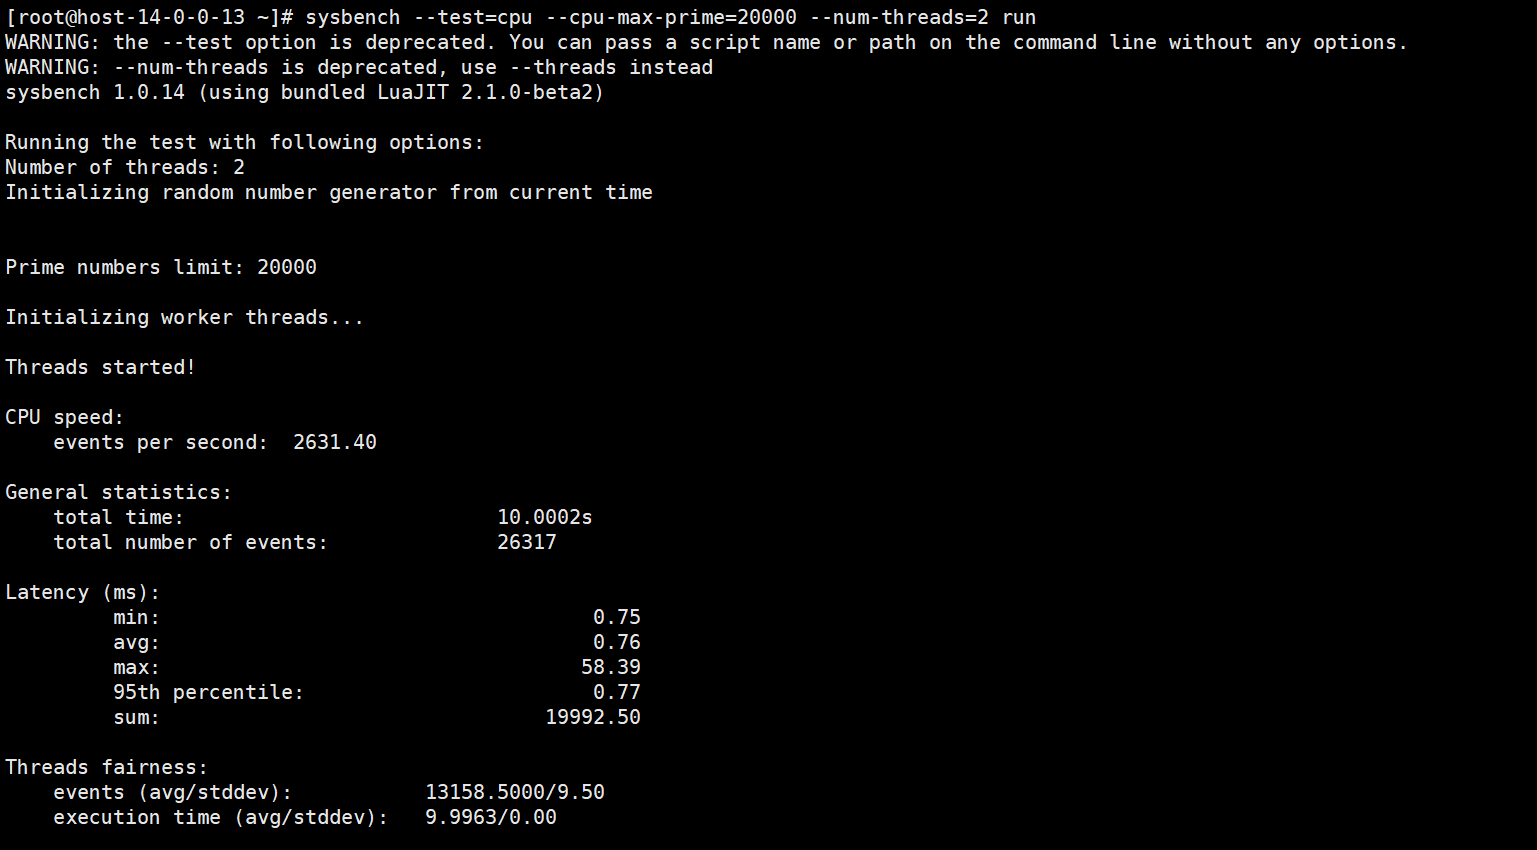 [root@host-14-0-0-13 ~]# sysbench --test=cpu --cpu-max-prime=20000 --num-threads=2 run
WARNING: the --test option is deprecated. You can pass a script name or path on the command line without any options.
WARNING: --num-threads is deprecated, use --threads instead
sysbench 1.0.14 (using bundled LuaJIT 2.1.0-beta2)
Running the test with following options:
Number of threads: 2
Initializing random number generator from current time
Prime numbers limit: 20000
Initializing worker threads...
Threads started!
CPU speed:
events per second: 2631.40
General statistics:
total time: 10.0002s
total number of events: 26317
Latency (ms):
min: 0.75
avg: 0.76
max: 58.39
95th percentile: 0.77
sum: 19992.50
Threads fairness:
events (avg/stddev): 13158.5000/9.50
execution time (avg/stddev): 9.9963/0.00